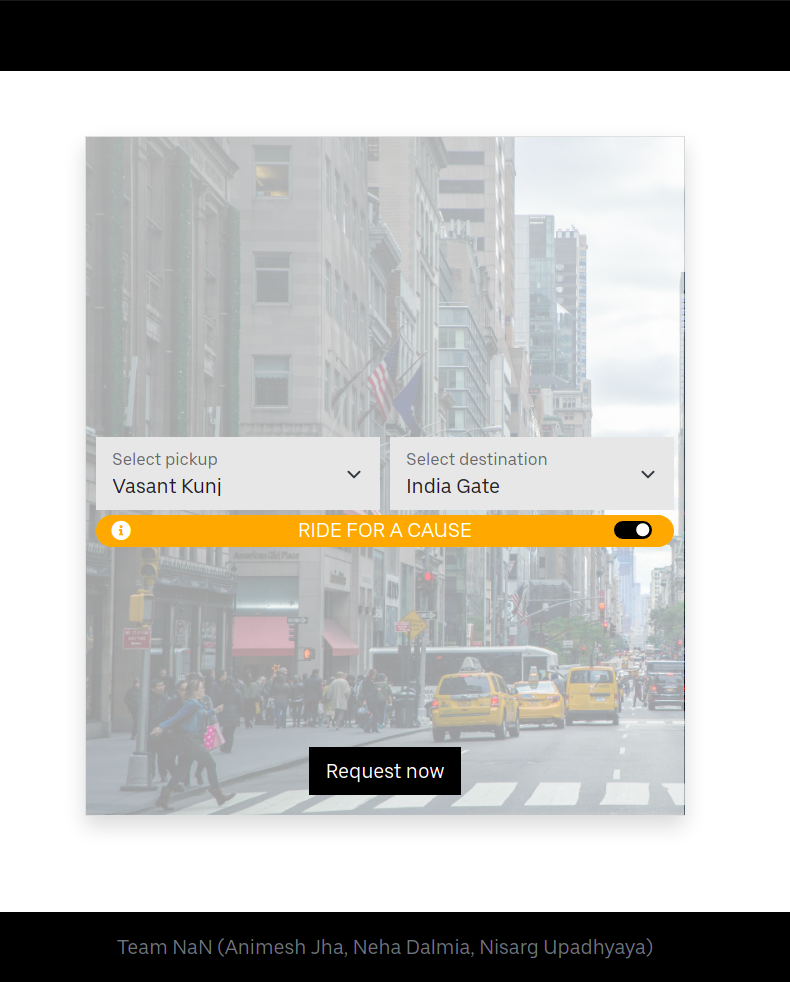 Select pickup
Vasant Kunj
Select destination
India Gate
RIDE FOR A CAUSE
Request now
Team NaN (Animesh Jha, Neha Dalmia, Nisarg Upadhyaya)